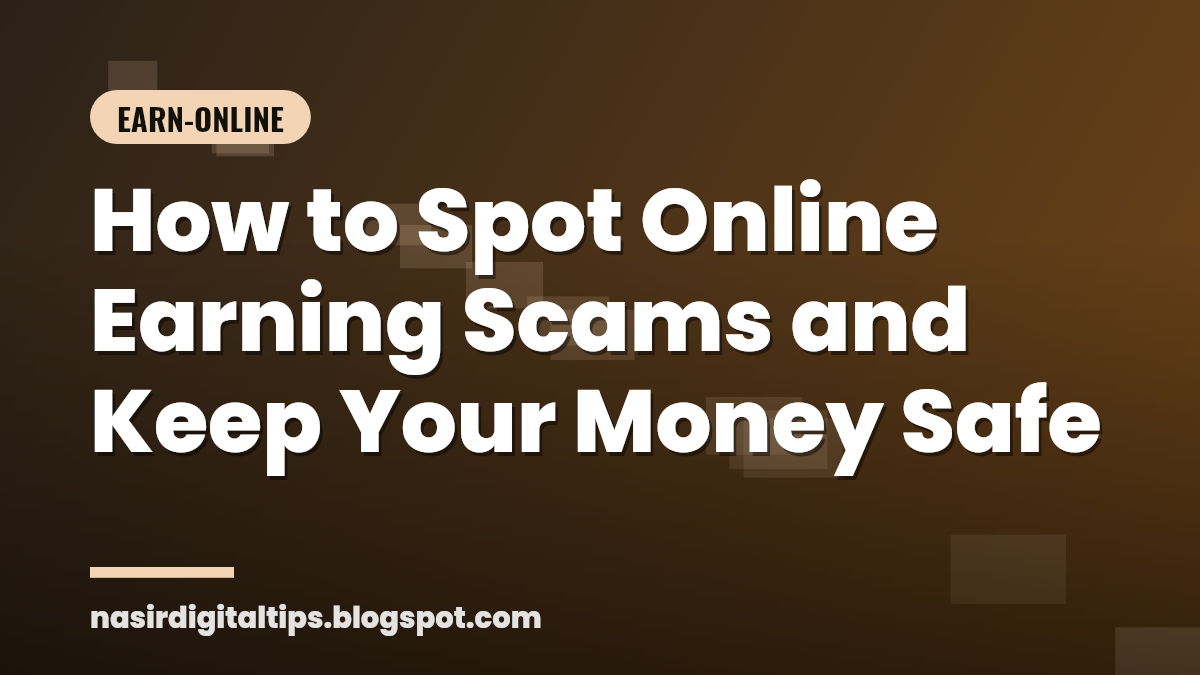 EARN-ONLINE
How to Spot Online
Earning Scams and
Keep Your Money Safe
nasirdigitaltips.blogspot.com